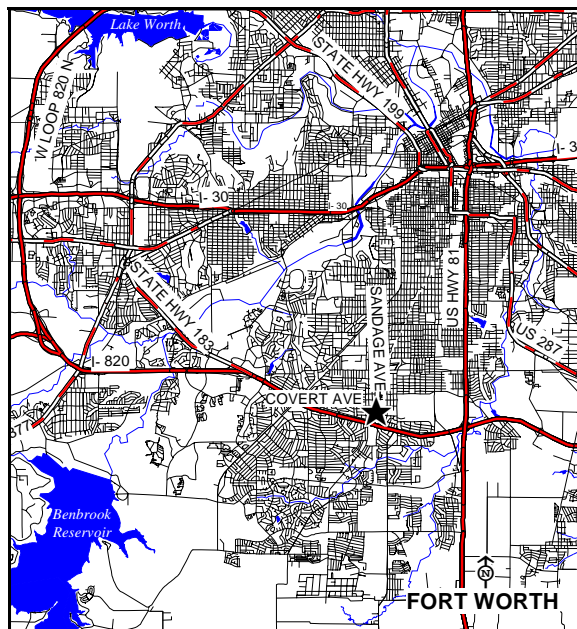 Lake Worth
STATE HWY 199
W LOOP 820 N
I- 3
I- 30
I- 30
STATE HWY 183
SANDAGE AVE
US HWY 81
US 287
I- 820
COVERT AVE
377
Benbrook
Reservoir
N
FORT WORTH